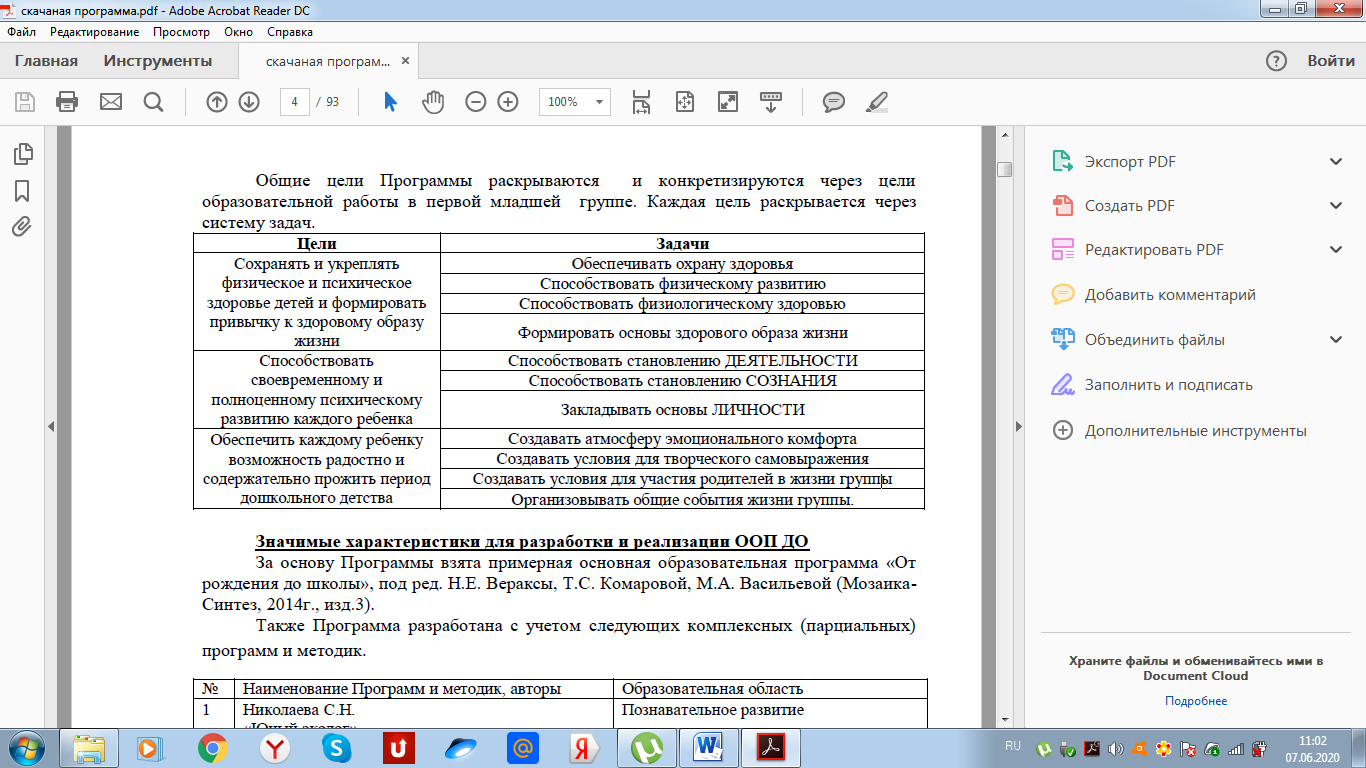 скачаная программа.pdf - Adobe Acrobat Reader DC
Файл Редактирование Просмотр Окно Справка
Главная Инструменты скачаная програм... × Войти
4 / 93 100%
Общие цели Программы раскрываются и конкретизируются через цели
образовательной работы в первой младшей группе. Каждая цель раскрывается через
систему задач.
Цели Задачи
Сохранять и укреплять
физическое и психическое
здоровье детей и формировать
привычку к здоровому образу
жизни
Обеспечивать охрану здоровья
Способствовать физическому развитию
Способствовать физиологическому здоровью
Формировать основы здорового образа жизни
Способствовать
своевременному и
полноценному психическому
развитию каждого ребенка
Способствовать становлению ДЕЯТЕЛЬНОСТИ
Способствовать становлению СОЗНАНИЯ
Закладывать основы ЛИЧНОСТИ
Обеспечить каждому ребенку
возможность радостно и
содержательно прожить период
дошкольного детства
Создавать атмосферу эмоционального комфорта
Создавать условия для творческого самовыражения
Создавать условия для участия родителей в жизни группы
Организовывать общие события жизни группы.
Значимые характеристики для разработки и реализации ООП ДО
За основу Программы взята примерная основная образовательная программа «От
рождения до школы», под ред. Н.Е. Вераксы, Т.С. Комаровой, М.А. Васильевой (Мозаика-
Синтез, 2014г., изд.3).
Также Программа разработана с учетом следующих комплексных (парциальных)
программ и методик.
№ Наименование Программ и методик, авторы Образовательная область
1 Николаева С.Н. Познавательное развитие
«Юный эколог»
Экспорт PDF
Создать PDF
Редактировать PDF
Добавить комментарий
Объединить файлы
Заполнить и подписать
Дополнительные инструменты
Храните файлы и обменивайтесь ими в
Document Cloud
Подробнее
RU 11:02
07.06.2020